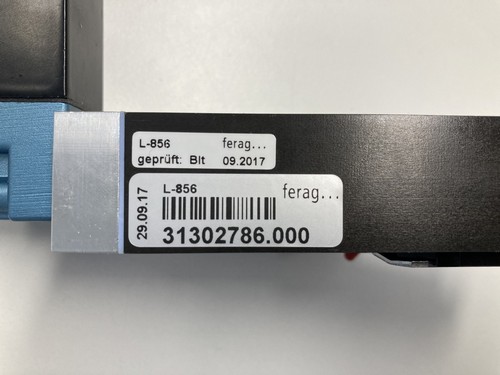 L-856 ferag...
geprüft: Blt 09.2017
29.09.17
L-856 ferag...
31302786.000